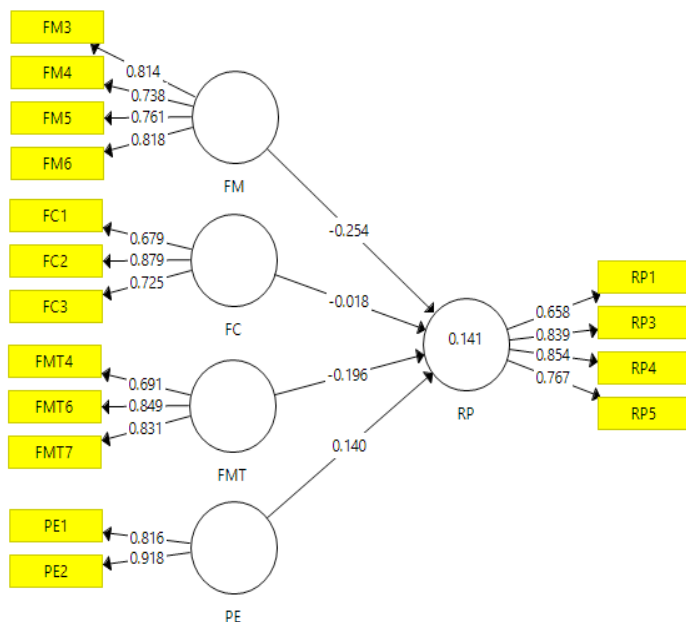 FM3
FM4
FM5
FM6
0.814
0.738
0.761
0.818
FM
-0.254
FC1
FC2
FC3
0.679
0.879
0.725
FC
-0.018
FMT4
FMT6
FMT7
0.691
0.849
0.831
FMT
-0.196
PE1
PE2
0.816
0.918
PE
0.140
0.141
RP
0.658
0.839
0.854
0.767
RP1
RP3
RP4
RP5